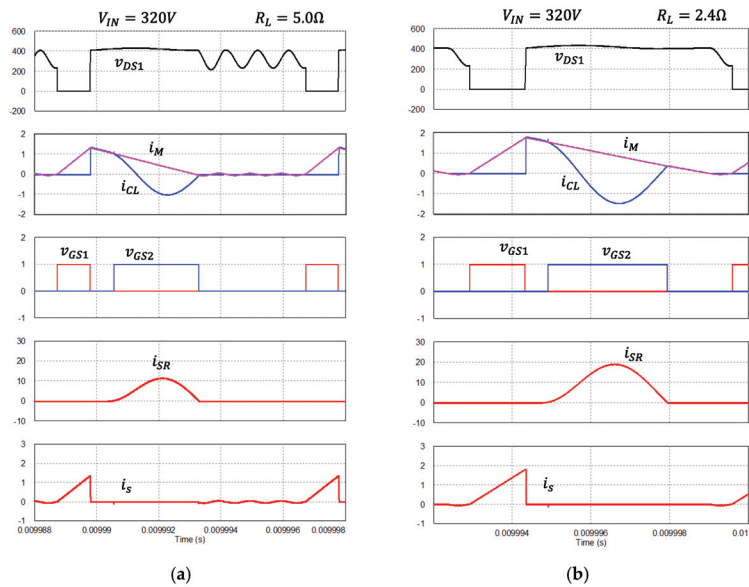 V_IN = 320V R_L = 5.0Ω
600
400
200
0
-200
v_DS1
2
1
0
-1
-2
i_M
i_CL
2
1
0
-1
v_GS1 v_GS2
30
20
10
0
-10
i_SR
3
2
1
0
-1
i_s
0.009988 0.00999 0.009992 0.009994 0.009996 0.009998
Time (s)
(a)
V_IN = 320V R_L = 2.4Ω
600
400
200
0
-200
v_DS1
2
1
0
-1
-2
i_M
i_CL
2
1
0
-1
v_GS1 v_GS2
30
20
10
0
-10
i_SR
3
2
1
0
-1
i_s
0.009994 0.009996 0.009998 0.01
Time (s)
(b)